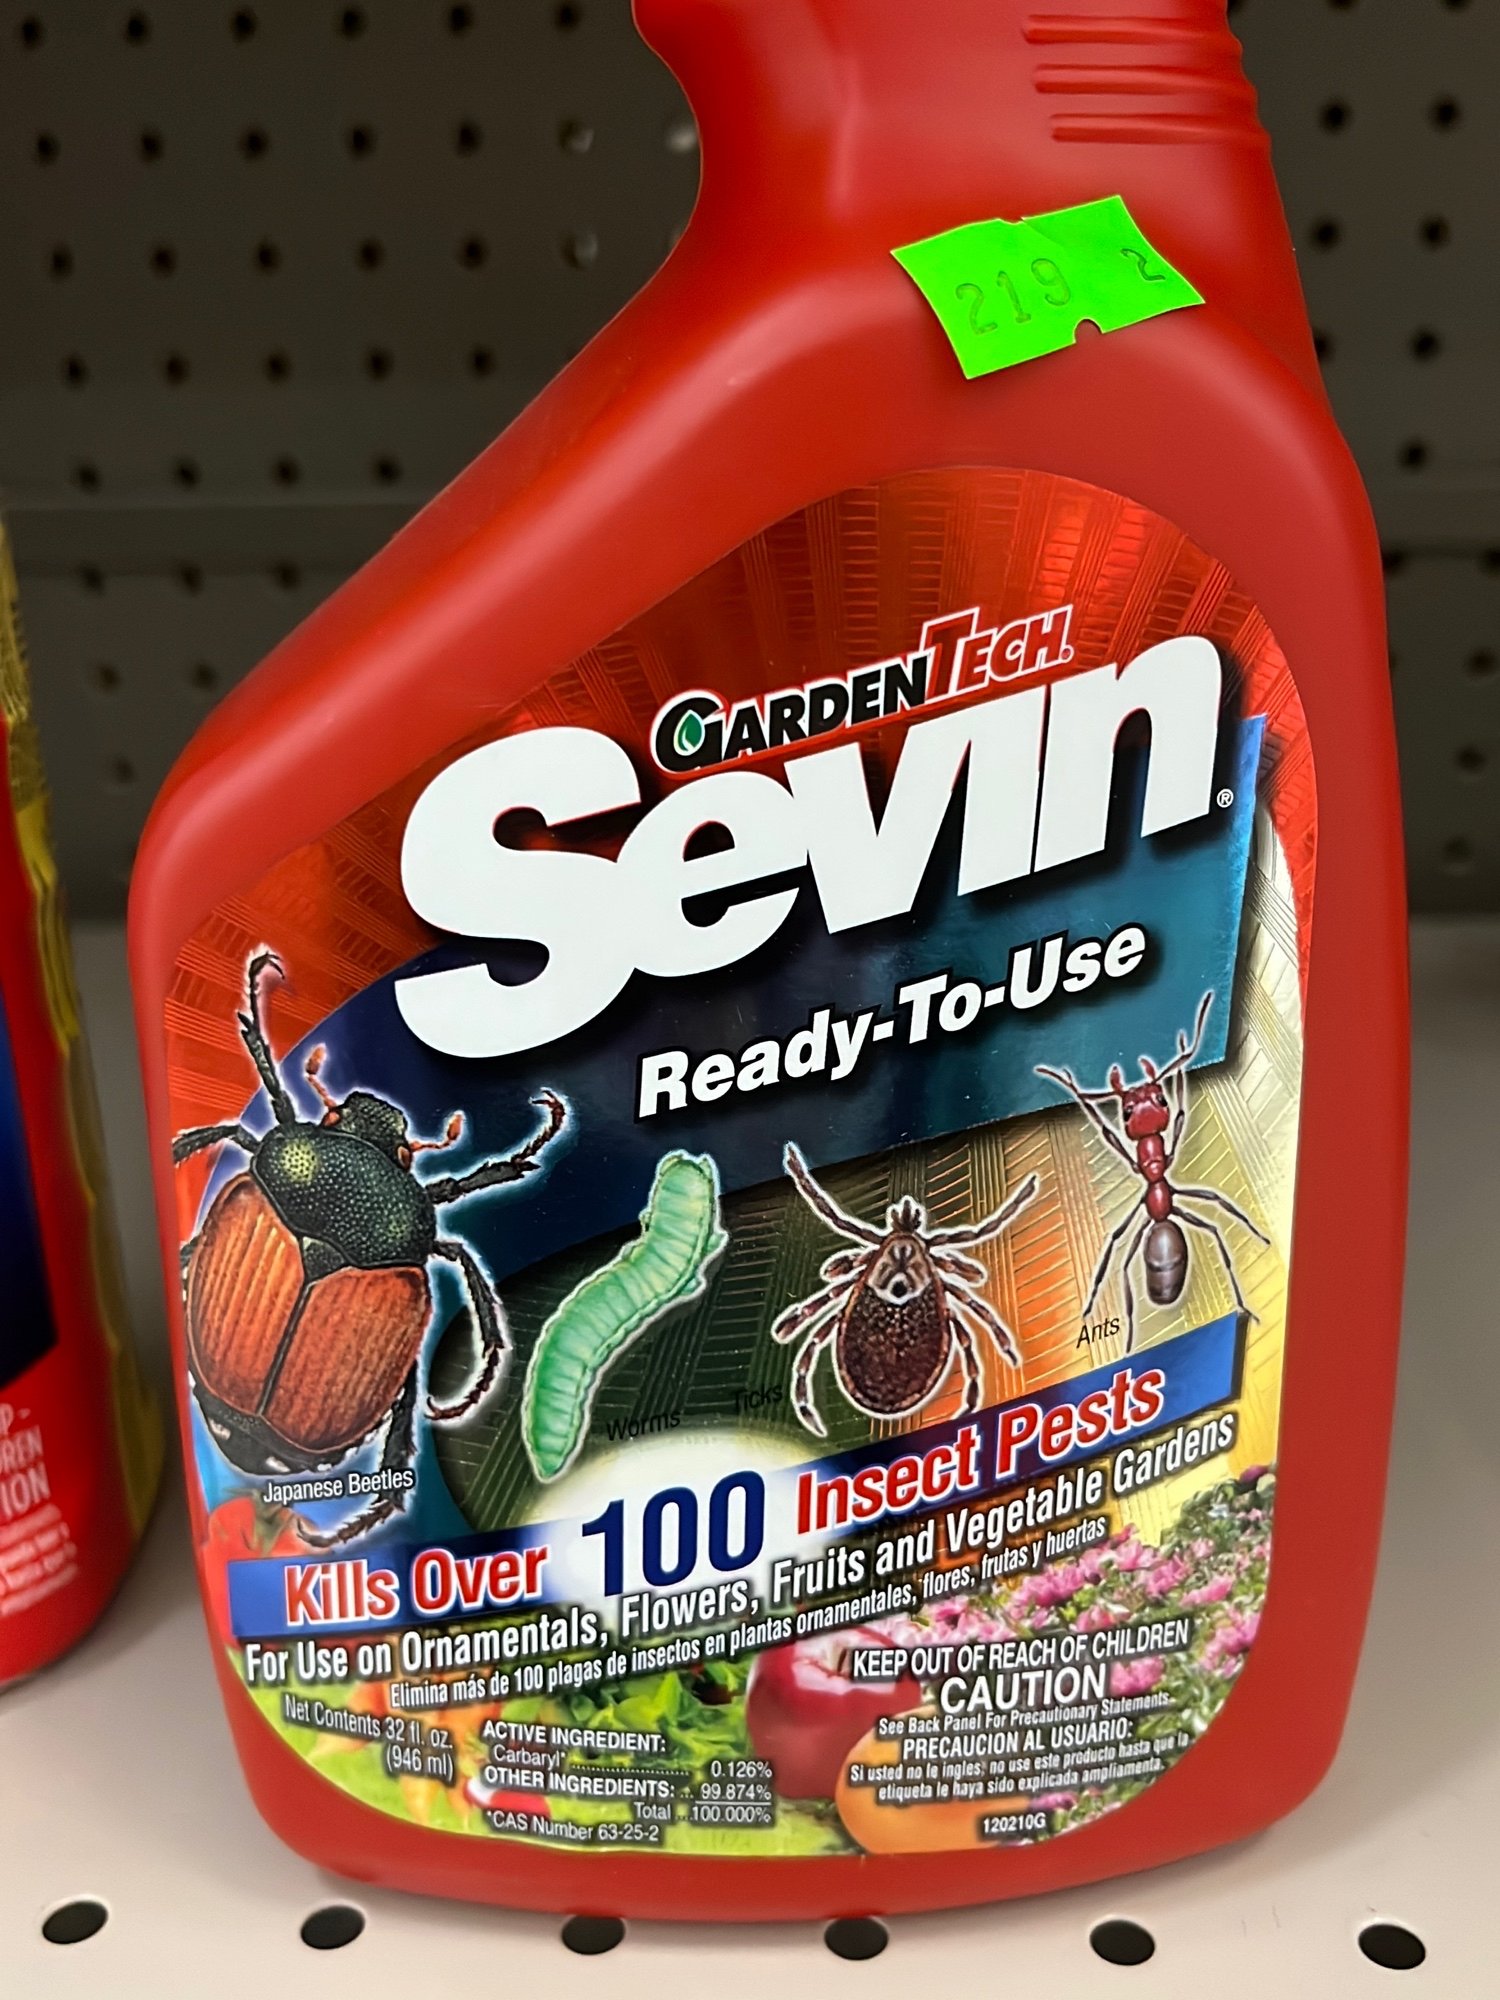 219 2
GARDENTECH®
Sevin®
Ready-To-Use
Ants
Ticks
Worms
Japanese Beetles
Kills Over 100 Insect Pests
For Use on Ornamentals, Flowers, Fruits and Vegetable Gardens
Elimina más de 100 plagas de insectos en plantas ornamentales, flores, frutas y huertas
Net Contents 32 fl. oz.
(946 ml)
ACTIVE INGREDIENT:
Carbaryl* .......................... 0.126%
OTHER INGREDIENTS: ... 99.874%
Total ...100.000%
*CAS Number 63-25-2
KEEP OUT OF REACH OF CHILDREN
CAUTION
See Back Panel For Precautionary Statements.
PRECAUCION AL USUARIO:
Si usted no le ingles, no use este producto hasta que la
etiqueta le haya sido explicada ampliamenta.
120210G